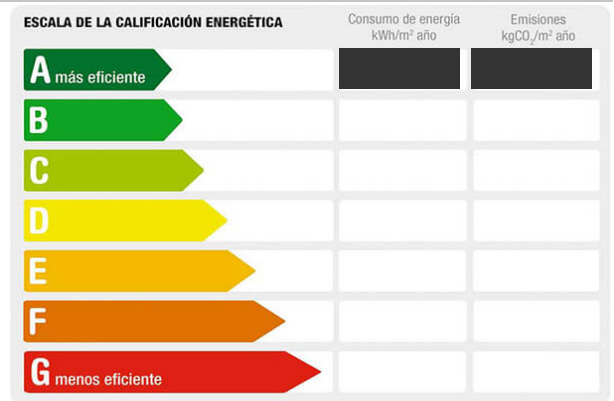 ESCALA DE LA CALIFICACIÓN ENERGÉTICA
Consumo de energía
kWh/m² año
Emisiones
kgCO₂/m² año
A más eficiente
B
C
D
E
F
G menos eficiente